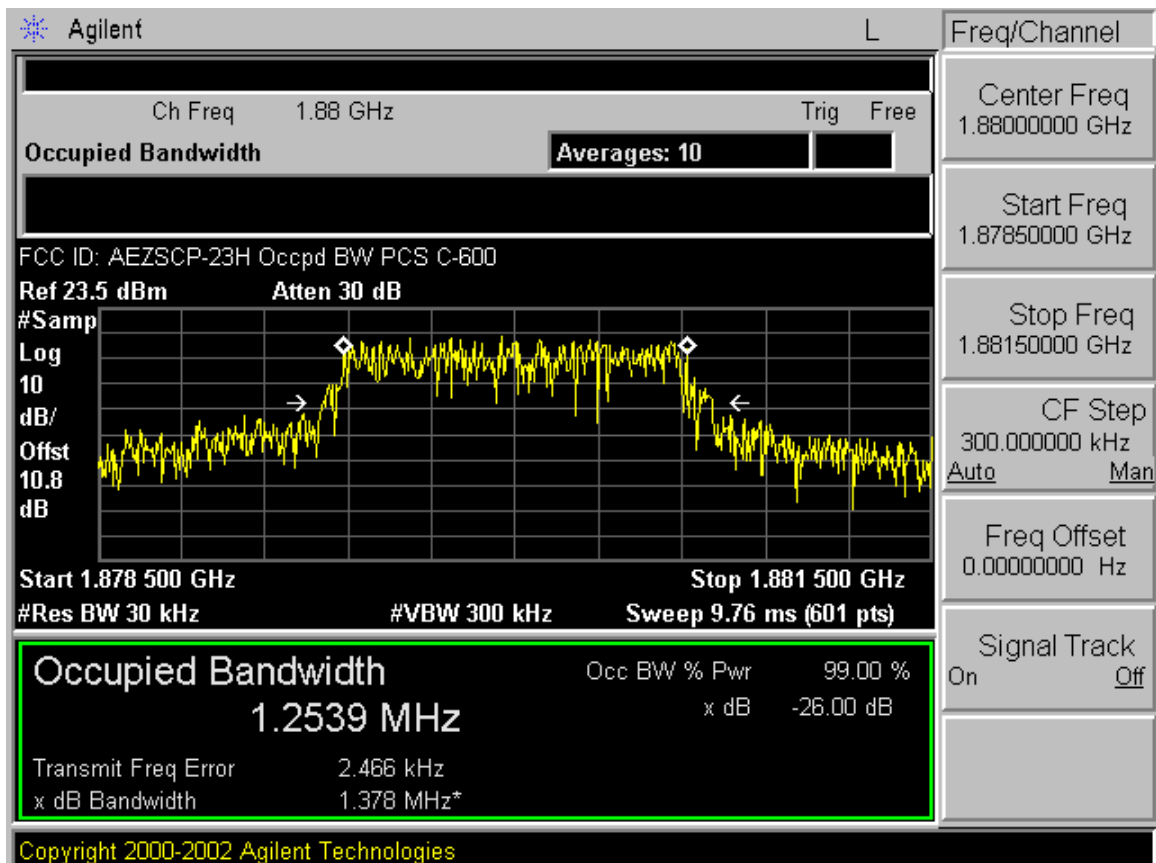 Agilent L Freq/Channel
Ch Freq 1.88 GHz Trig Free
Occupied Bandwidth Averages: 10
FCC ID: AEZSCP-23H Occpd BW PCS C-600
Ref 23.5 dBm Atten 30 dB
#Samp
Log
10
dB/
Offst
10.8
dB
Start 1.878 500 GHz Stop 1.881 500 GHz
#Res BW 30 kHz #VBW 300 kHz Sweep 9.76 ms (601 pts)
Occupied Bandwidth Occ BW % Pwr 99.00 %
1.2539 MHz x dB -26.00 dB
Transmit Freq Error 2.466 kHz
x dB Bandwidth 1.378 MHz*
Copyright 2000-2002 Agilent Technologies
Center Freq
1.88000000 GHz
Start Freq
1.87850000 GHz
Stop Freq
1.88150000 GHz
CF Step
300.000000 kHz
Auto Man
Freq Offset
0.00000000 Hz
Signal Track
On Off